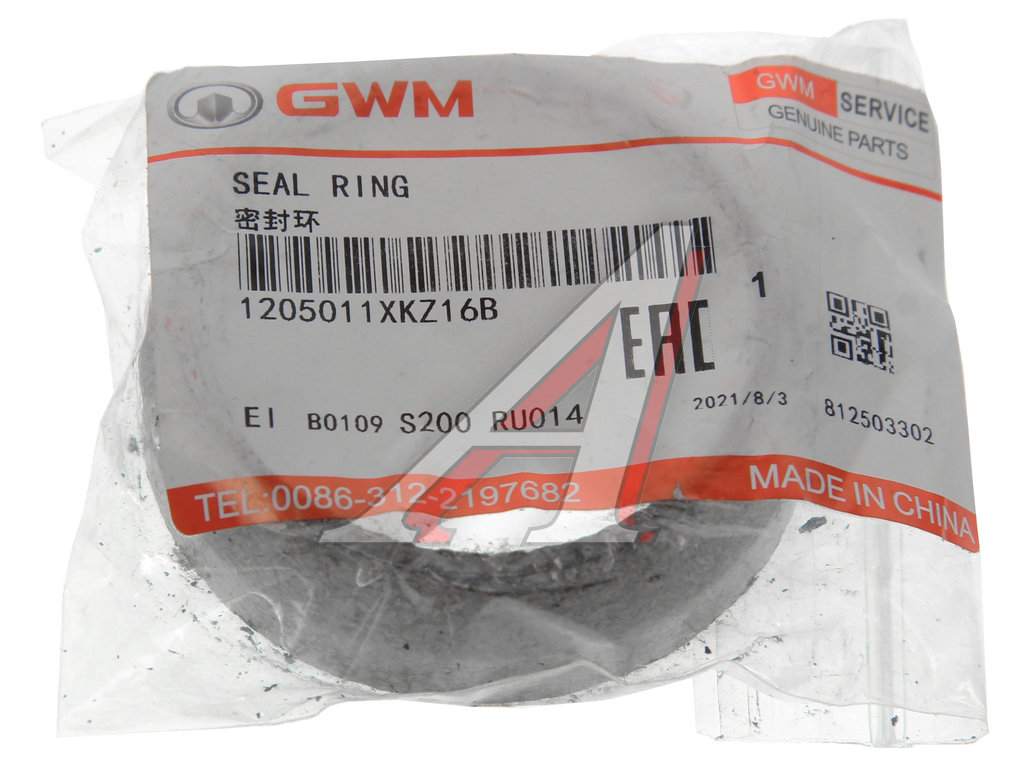 GWM
GWM SERVICE
GENUINE PARTS
SEAL RING
密封环
1205011XKZ16B
1
EAC
EI B0109 S200 RU014
2021/8/3
812503302
TEL:0086-312-2197682
MADE IN CHINA